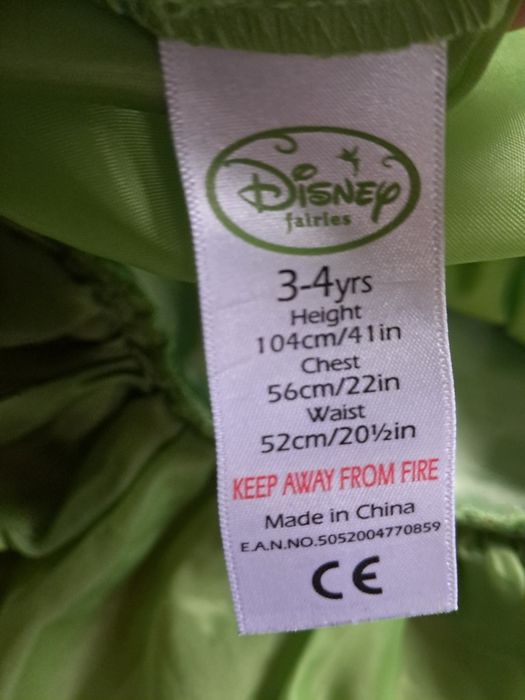 Disney
fairies
3-4yrs
Height
104cm/41in
Chest
56cm/22in
Waist
52cm/20½in
KEEP AWAY FROM FIRE
Made in China
E.A.N.NO.5052004770859
CE